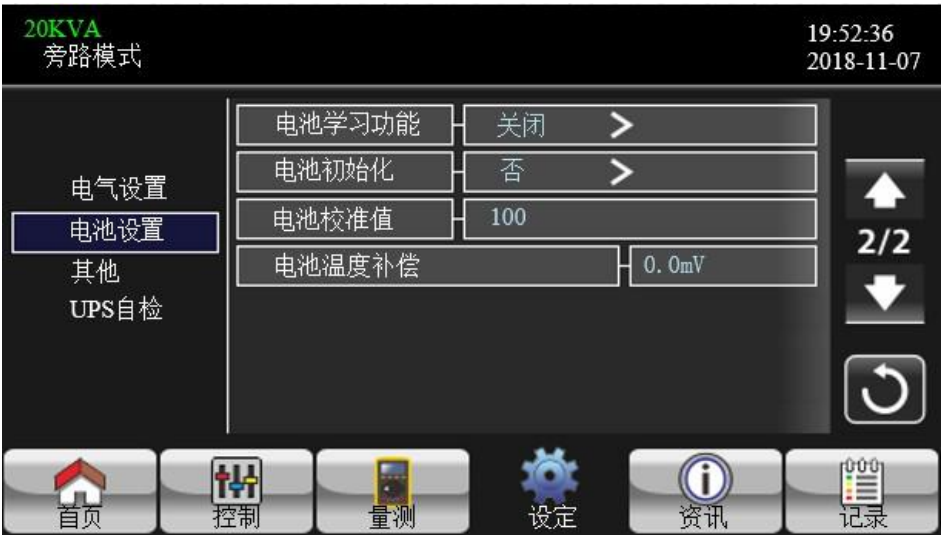 20KVA
旁路模式
19:52:36
2018-11-07
电气设置
电池设置
其他
UPS自检
电池学习功能 关闭 >
电池初始化 否 >
电池校准值 100
电池温度补偿 0.0mV
2/2
首页 控制 量测 设定 资讯 记录